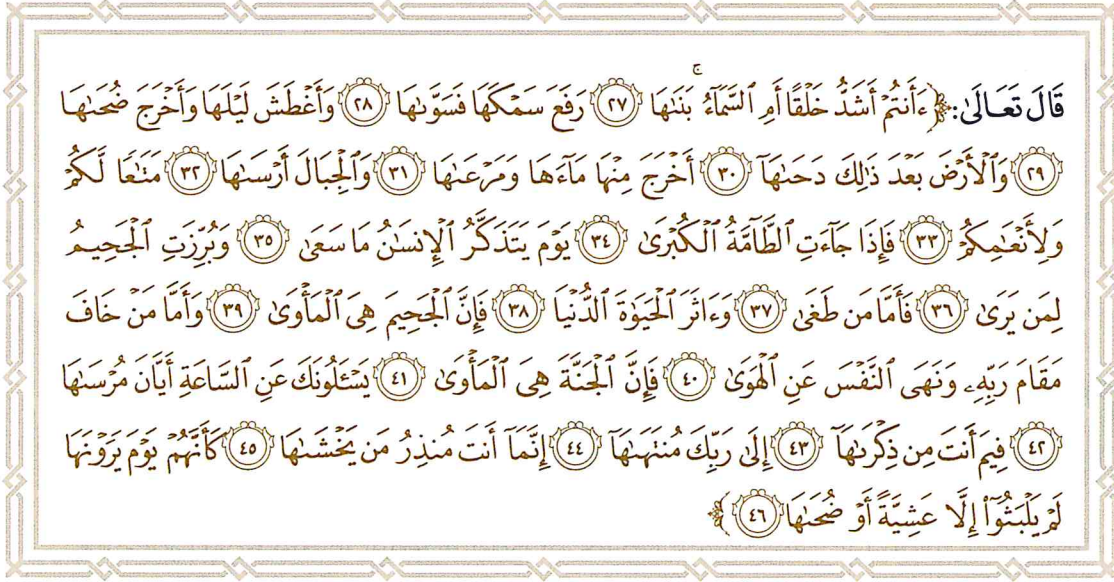 قَالَ تَعَالَىٰ: ﴿ءَأَنتُمْ أَشَدُّ خَلْقًا أَمِ ٱلسَّمَآءُ ۚ بَنَىٰهَا ٢٧ رَفَعَ سَمْكَهَا فَسَوَّىٰهَا ٢٨ وَأَغْطَشَ لَيْلَهَا وَأَخْرَجَ ضُحَىٰهَا
٢٩ وَٱلْأَرْضَ بَعْدَ ذَٰلِكَ دَحَىٰهَآ ٣٠ أَخْرَجَ مِنْهَا مَآءَهَا وَمَرْعَىٰهَا ٣١ وَٱلْجِبَالَ أَرْسَىٰهَا ٣٢ مَتَٰعًا لَّكُمْ
وَلِأَنْعَٰمِكُمْ ٣٣ فَإِذَا جَآءَتِ ٱلطَّآمَّةُ ٱلْكُبْرَىٰ ٣٤ يَوْمَ يَتَذَكَّرُ ٱلْإِنسَٰنُ مَا سَعَىٰ ٣٥ وَبُرِّزَتِ ٱلْجَحِيمُ
لِمَن يَرَىٰ ٣٦ فَأَمَّا مَن طَغَىٰ ٣٧ وَءَاثَرَ ٱلْحَيَوٰةَ ٱلدُّنْيَا ٣٨ فَإِنَّ ٱلْجَحِيمَ هِىَ ٱلْمَأْوَىٰ ٣٩ وَأَمَّا مَنْ خَافَ
مَقَامَ رَبِّهِۦ وَنَهَى ٱلنَّفْسَ عَنِ ٱلْهَوَىٰ ٤٠ فَإِنَّ ٱلْجَنَّةَ هِىَ ٱلْمَأْوَىٰ ٤١ يَسْـَٔلُونَكَ عَنِ ٱلسَّاعَةِ أَيَّانَ مُرْسَىٰهَا
٤٢ فِيمَ أَنتَ مِن ذِكْرَىٰهَآ ٤٣ إِلَىٰ رَبِّكَ مُنتَهَىٰهَآ ٤٤ إِنَّمَآ أَنتَ مُنذِرُ مَن يَخْشَىٰهَا ٤٥ كَأَنَّهُمْ يَوْمَ يَرَوْنَهَا
لَمْ يَلْبَثُوٓا۟ إِلَّا عَشِيَّةً أَوْ ضُحَىٰهَا ٤٦﴾